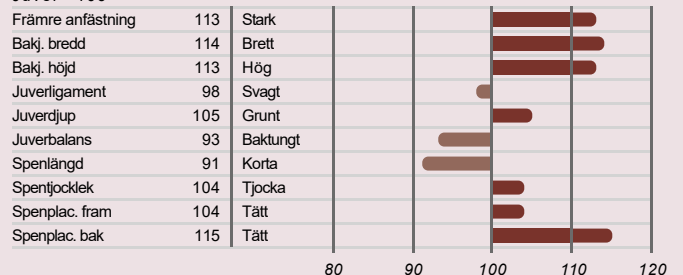 Främre anfästning 113 Stark
Bakj. bredd 114 Brett
Bakj. höjd 113 Hög
Juverligament 98 Svagt
Juverdjup 105 Grunt
Juverbalans 93 Baktungt
Spenlängd 91 Korta
Spentjocklek 104 Tjocka
Spenplac. fram 104 Tätt
Spenplac. bak 115 Tätt
80 90 100 110 120